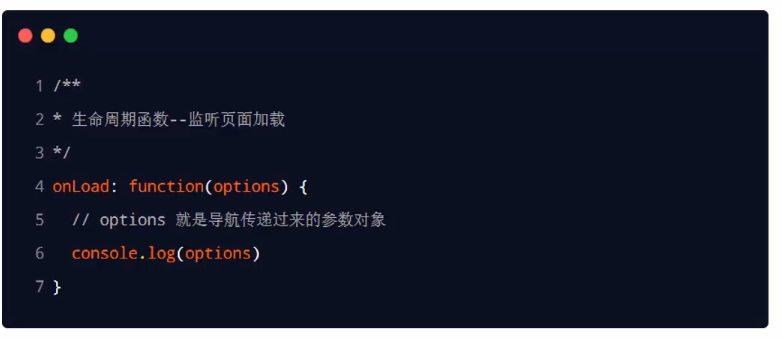 1 /**
2 * 生命周期函数--监听页面加载
3 */
4 onLoad: function(options) {
5   // options 就是导航传递过来的参数对象
6   console.log(options)
7 }